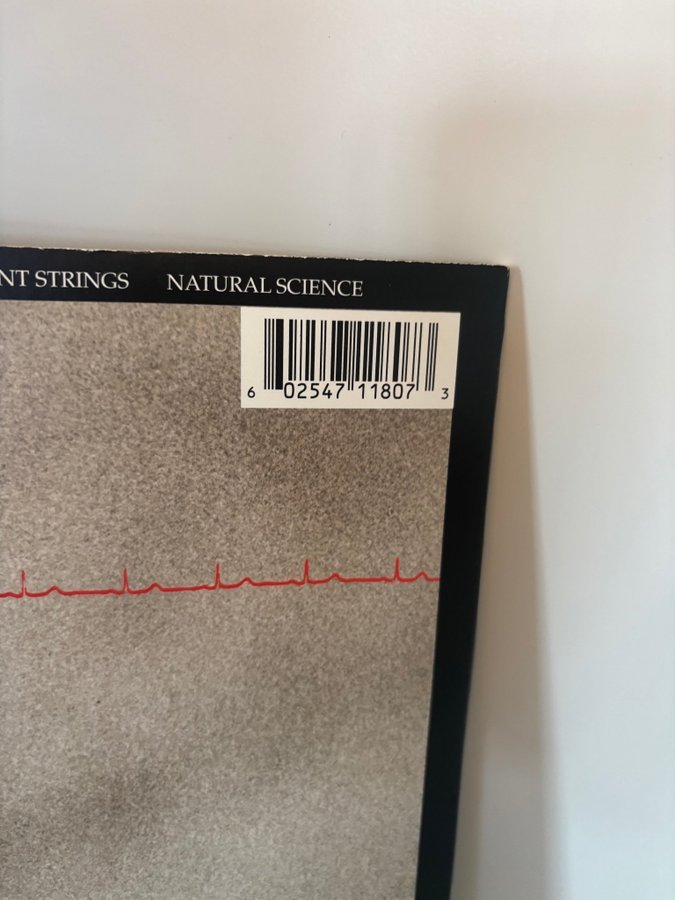 NT STRINGS NATURAL SCIENCE
6 02547 11807 3